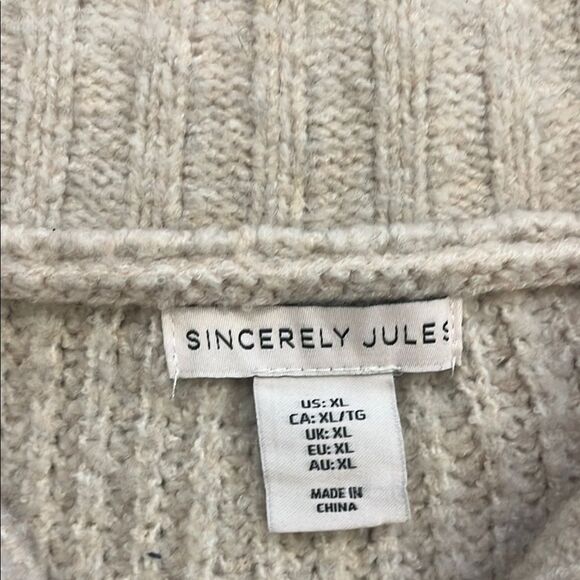 SINCERELY JULES
US: XL
CA: XL/TG
UK: XL
EU: XL
AU: XL
MADE IN
CHINA